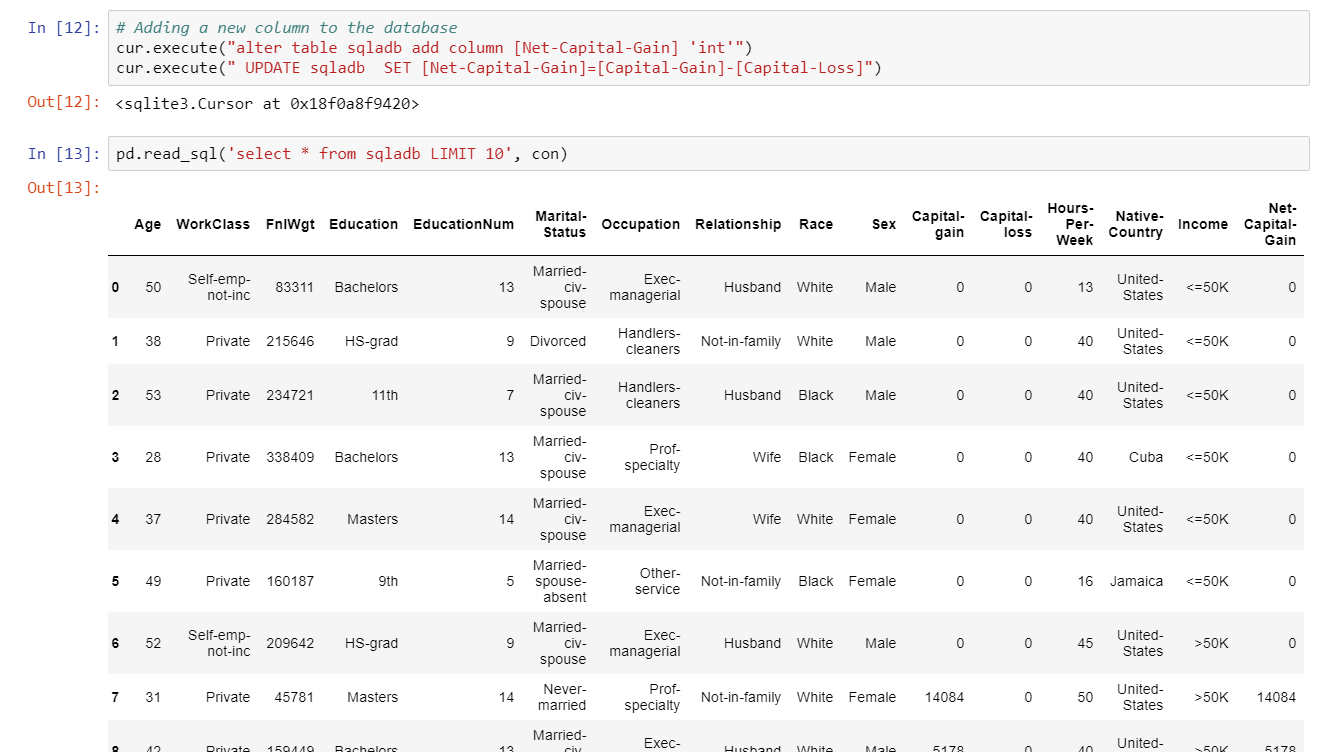 In [12]: # Adding a new column to the database
cur.execute("alter table sqladb add column [Net-Capital-Gain] 'int'")
cur.execute(" UPDATE sqladb  SET [Net-Capital-Gain]=[Capital-Gain]-[Capital-Loss]")
Out[12]: <sqlite3.Cursor at 0x18f0a8f9420>
In [13]: pd.read_sql('select * from sqladb LIMIT 10', con)
Out[13]:
Age WorkClass FnlWgt Education EducationNum Marital-Status Occupation Relationship Race Sex Capital-gain Capital-loss Hours-Per-Week Native-Country Income Net-Capital-Gain
0 50 Self-emp-not-inc 83311 Bachelors 13 Married-civ-spouse Exec-managerial Husband White Male 0 0 13 United-States <=50K 0
1 38 Private 215646 HS-grad 9 Divorced Handlers-cleaners Not-in-family White Male 0 0 40 United-States <=50K 0
2 53 Private 234721 11th 7 Married-civ-spouse Handlers-cleaners Husband Black Male 0 0 40 United-States <=50K 0
3 28 Private 338409 Bachelors 13 Married-civ-spouse Prof-specialty Wife Black Female 0 0 40 Cuba <=50K 0
4 37 Private 284582 Masters 14 Married-civ-spouse Exec-managerial Wife White Female 0 0 40 United-States <=50K 0
5 49 Private 160187 9th 5 Married-spouse-absent Other-service Not-in-family Black Female 0 0 16 Jamaica <=50K 0
6 52 Self-emp-not-inc 209642 HS-grad 9 Married-civ-spouse Exec-managerial Husband White Male 0 0 45 United-States >50K 0
7 31 Private 45781 Masters 14 Never-married Prof-specialty Not-in-family White Female 14084 0 50 United-States >50K 14084
8 42 Private 159449 Bachelors 13 Married-civ- Exec- Husband White Male 5178 0 40 United- >50K 5178